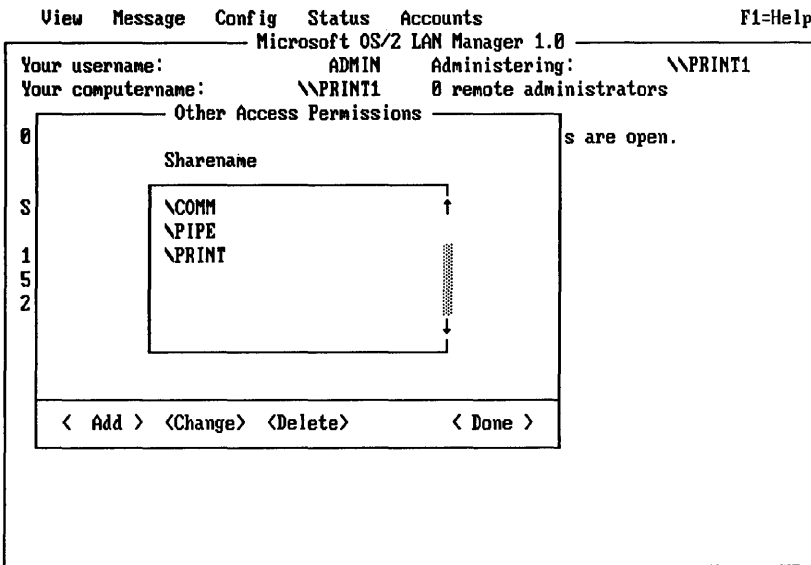 View Message Config Status Accounts F1=Help
Microsoft OS/2 LAN Manager 1.0
Your username: ADMIN Administering: \\PRINT1
Your computername: \\PRINT1 0 remote administrators
Other Access Permissions
0 s are open.
Sharename
S \COMM
\PIPE
1 \PRINT
5
2
< Add > <Change> <Delete> < Done >